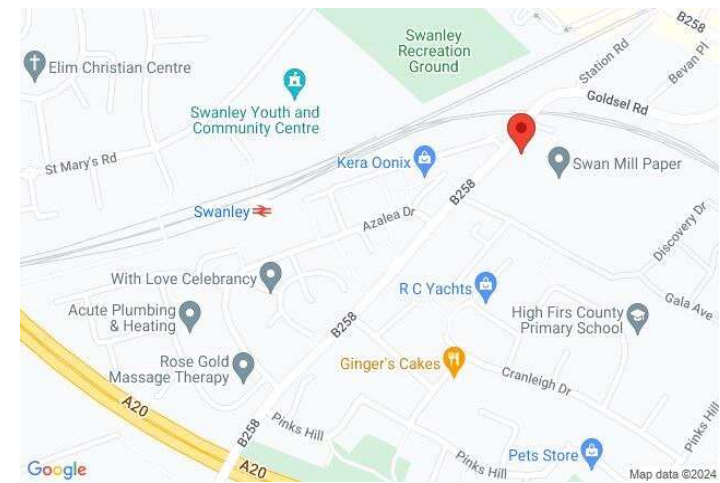 B258
Swanley
Recreation
Ground
Station Rd
Bevan Pl
Elim Christian Centre
Goldsel Rd
Swanley Youth and
Community Centre
St Mary's Rd
Kera Oonix
Swan Mill Paper
B258
Swanley
Azalea Dr
Discovery Dr
With Love Celebrancy
R C Yachts
Gala Ave
Acute Plumbing
& Heating
High Firs County
Primary School
B258
Rose Gold
Massage Therapy
Ginger's Cakes
Cranleigh Dr
A20
Pinks Hill
Pinks Hill
B258
Pets Store
A20
Pinks Hill
Google
Map data ©2024